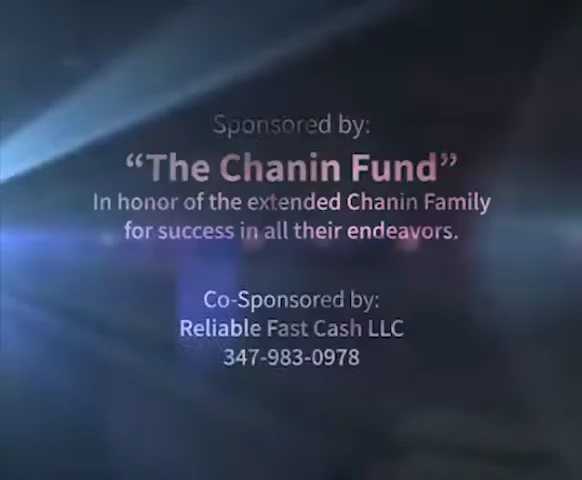 Sponsored by:
“The Chanin Fund”
In honor of the extended Chanin Family
for success in all their endeavors.
Co-Sponsored by:
Reliable Fast Cash LLC
347-983-0978